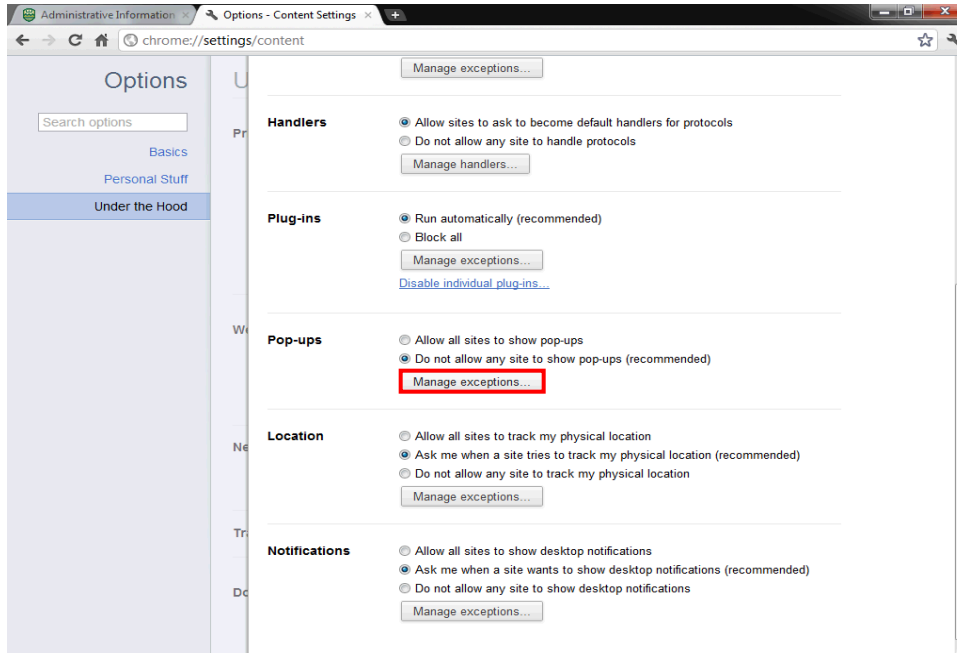 Administrative Information
Options - Content Settings
chrome://settings/content
Options
Search options
Basics
Personal Stuff
Under the Hood
U
Pr
We
Ne
Tra
Do
Manage exceptions...
Handlers
Allow sites to ask to become default handlers for protocols
Do not allow any site to handle protocols
Manage handlers...
Plug-ins
Run automatically (recommended)
Block all
Manage exceptions...
Disable individual plug-ins...
Pop-ups
Allow all sites to show pop-ups
Do not allow any site to show pop-ups (recommended)
Manage exceptions...
Location
Allow all sites to track my physical location
Ask me when a site tries to track my physical location (recommended)
Do not allow any site to track my physical location
Manage exceptions...
Notifications
Allow all sites to show desktop notifications
Ask me when a site wants to show desktop notifications (recommended)
Do not allow any site to show desktop notifications
Manage exceptions...